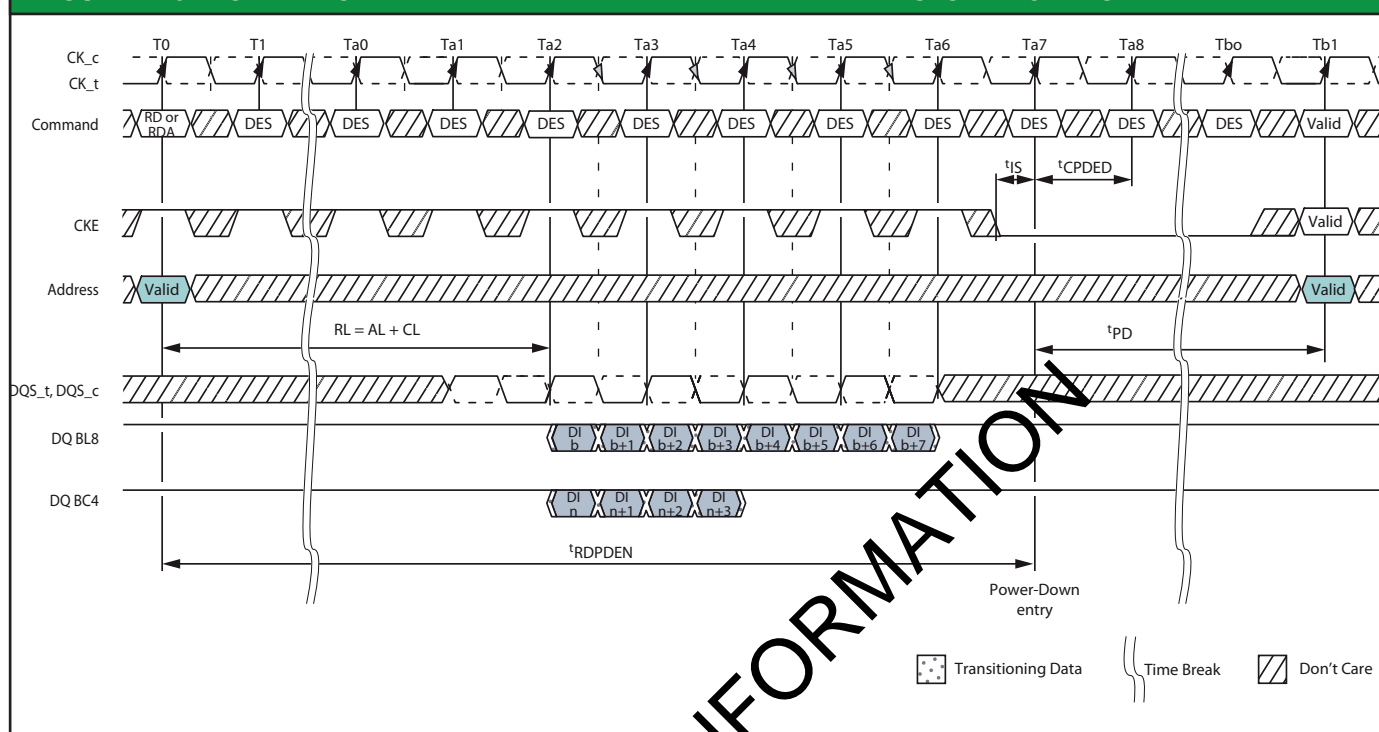 T0 T1 Ta0 Ta1 Ta2 Ta3 Ta4 Ta5 Ta6 Ta7 Ta8 Tbo Tb1
CK_c
CK_t
Command RD or RDA DES DES DES DES DES DES DES DES DES DES DES Valid
tIS tCPDED
CKE Valid
Address Valid Valid
RL = AL + CL tPD
DQS_t, DQS_c
DQ BL8 DI b DI b+1 DI b+2 DI b+3 DI b+4 DI b+5 DI b+6 DI b+7
DQ BC4 DI n DI n+1 DI n+2 DI n+3
tRDPDEN
Power-Down
entry
Transitioning Data Time Break Don't Care
NFORMATION